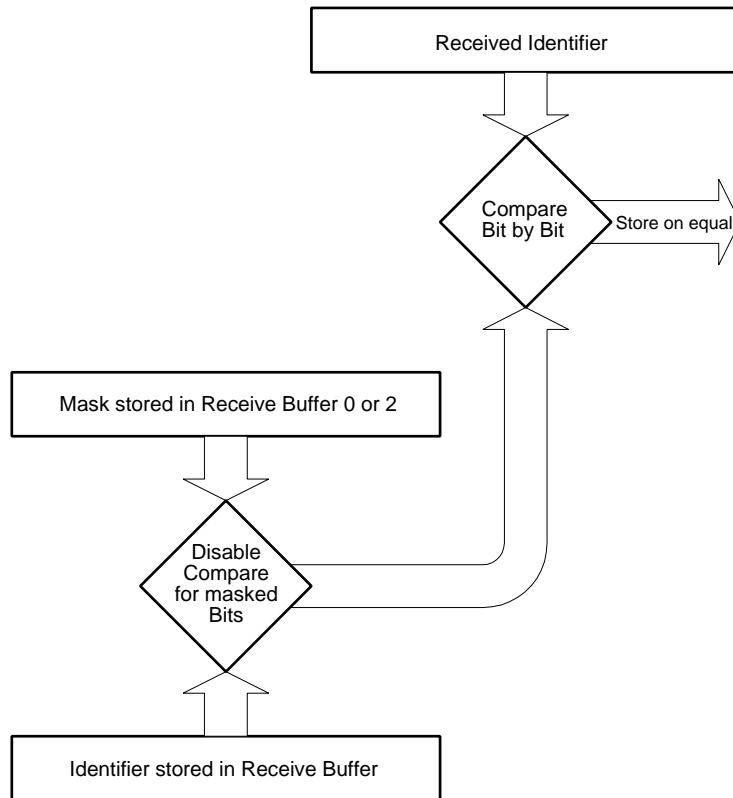 Received Identifier
Compare
Bit by Bit
Store on equal
Mask stored in Receive Buffer 0 or 2
Disable
Compare
for masked
Bits
Identifier stored in Receive Buffer